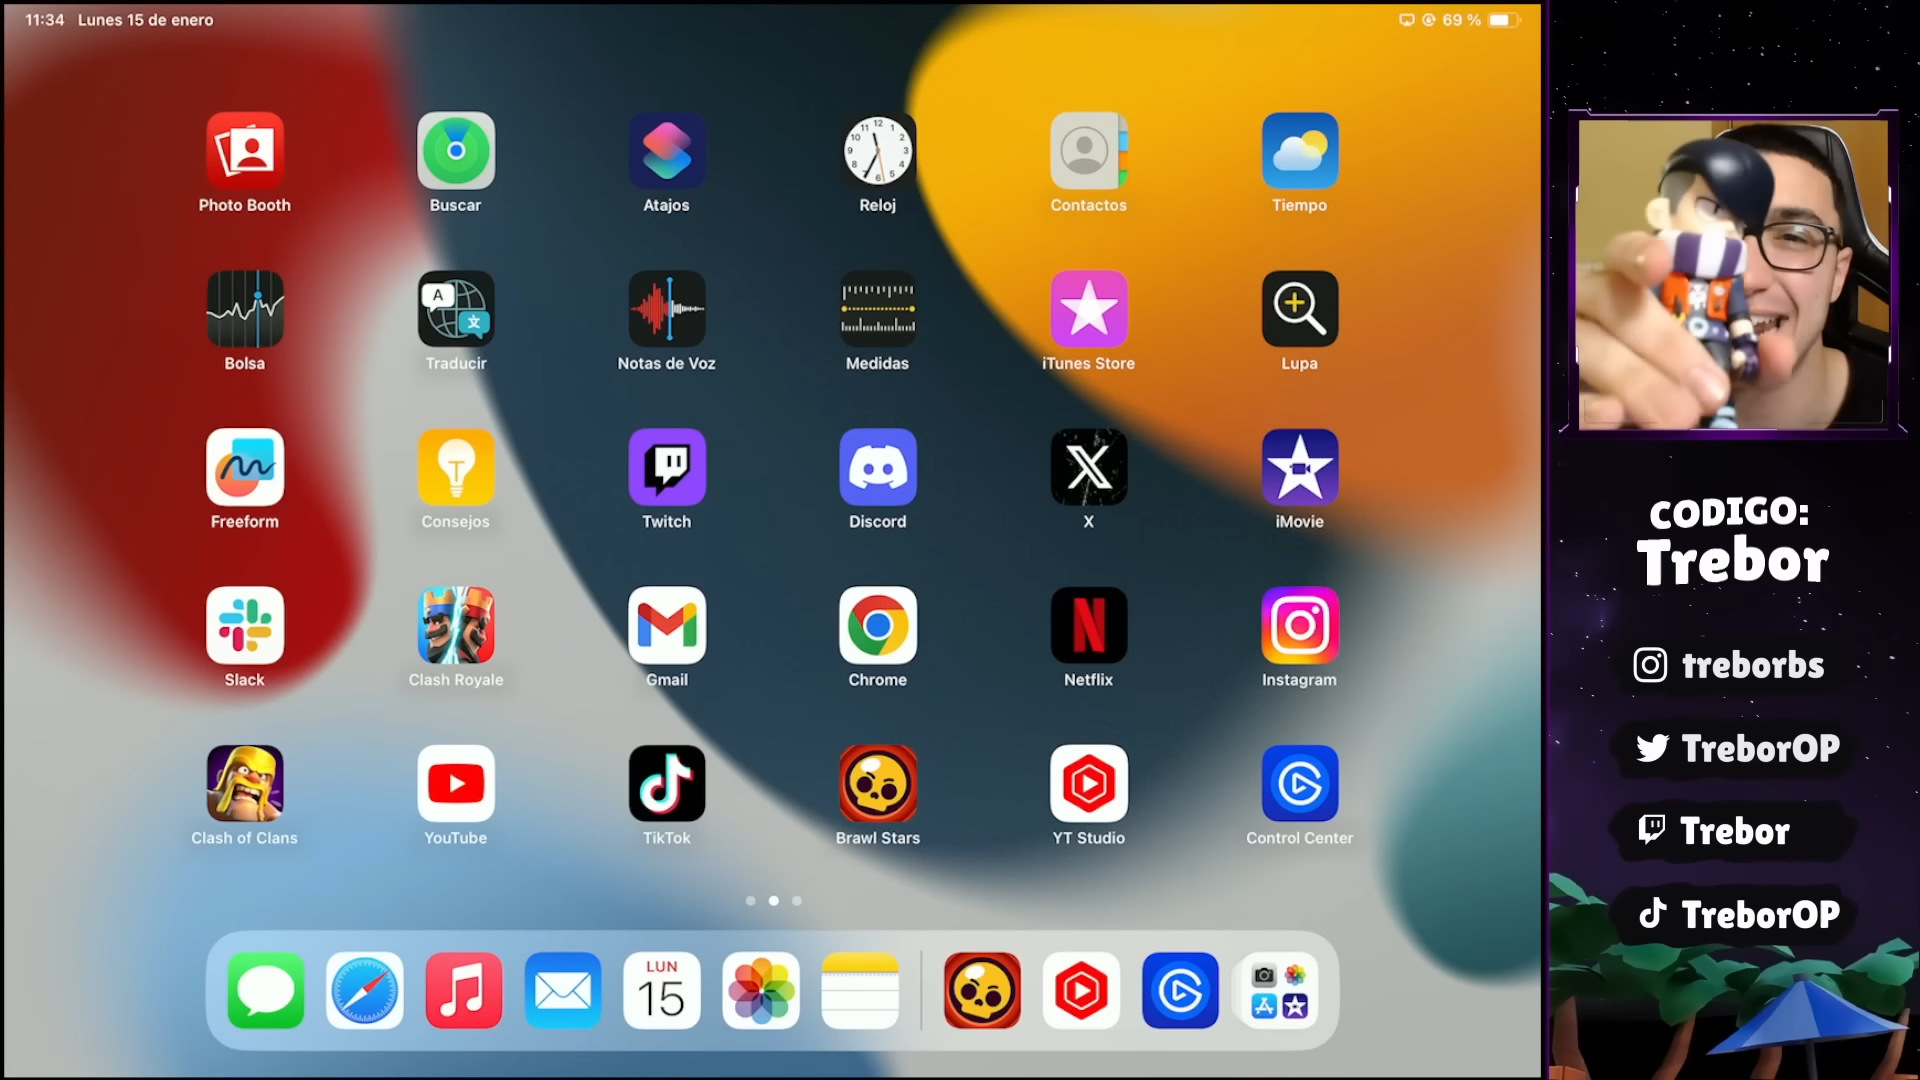 11:34 Lunes 15 de enero
69 %
Photo Booth
Buscar
Atajos
Reloj
Contactos
Tiempo
Bolsa
Traducir
Notas de Voz
Medidas
iTunes Store
Lupa
Freeform
Consejos
Twitch
Discord
X
iMovie
Slack
Clash Royale
Gmail
Chrome
Netflix
Instagram
Clash of Clans
YouTube
TikTok
Brawl Stars
YT Studio
Control Center
LUN
15
CODIGO:
Trebor
treborbs
TreborOP
Trebor
TreborOP